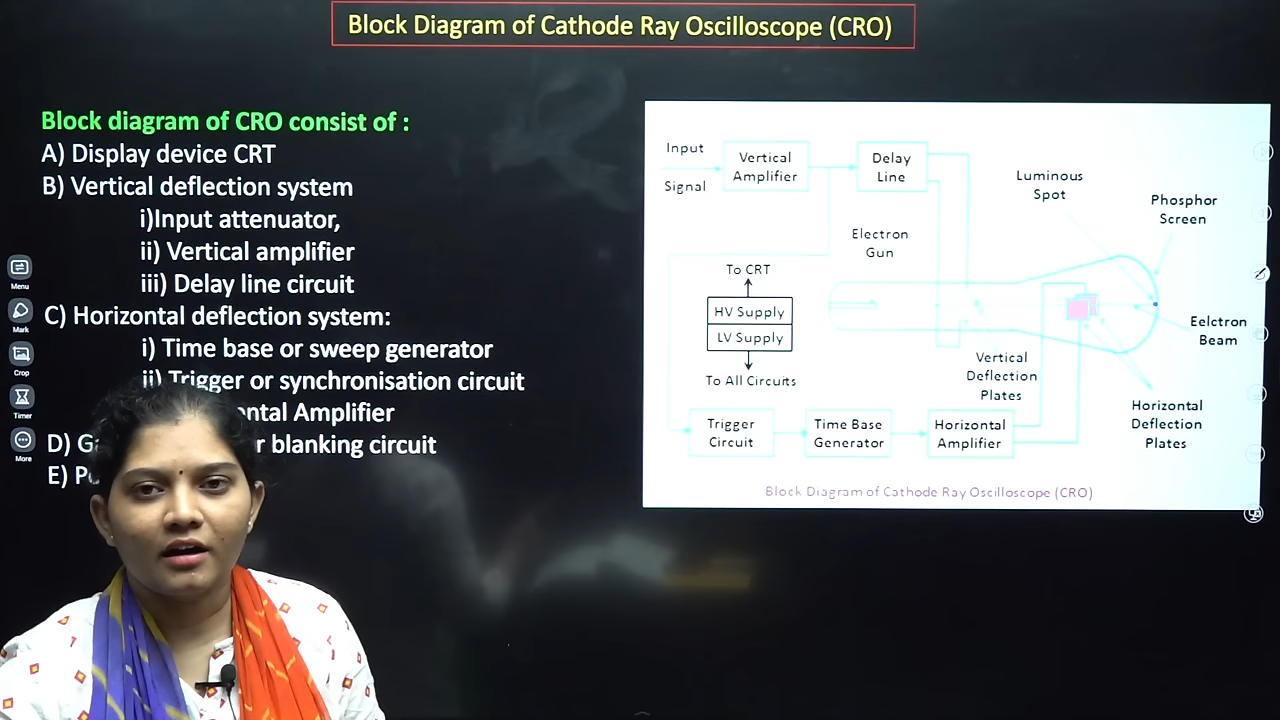 Block Diagram of Cathode Ray Oscilloscope (CRO)
Block diagram of CRO consist of :
A) Display device CRT
B) Vertical deflection system
i)Input attenuator,
ii) Vertical amplifier
iii) Delay line circuit
C) Horizontal deflection system:
i) Time base or sweep generator
ii) Trigger or synchronisation circuit
Amplifier
D)
blanking circuit
E)
Input
Signal
Vertical
Amplifier
Delay
Line
Luminous
Spot
Phosphor
Screen
Electron
Gun
To CRT
HV Supply
LV Supply
To All Circuits
Eelctron
Beam
Vertical
Deflection
Plates
Horizontal
Deflection
Plates
Trigger
Circuit
Time Base
Generator
Horizontal
Amplifier
Block Diagram of Cathode Ray Oscilloscope (CRO)
Menu
Mark
Crop
Timer
More